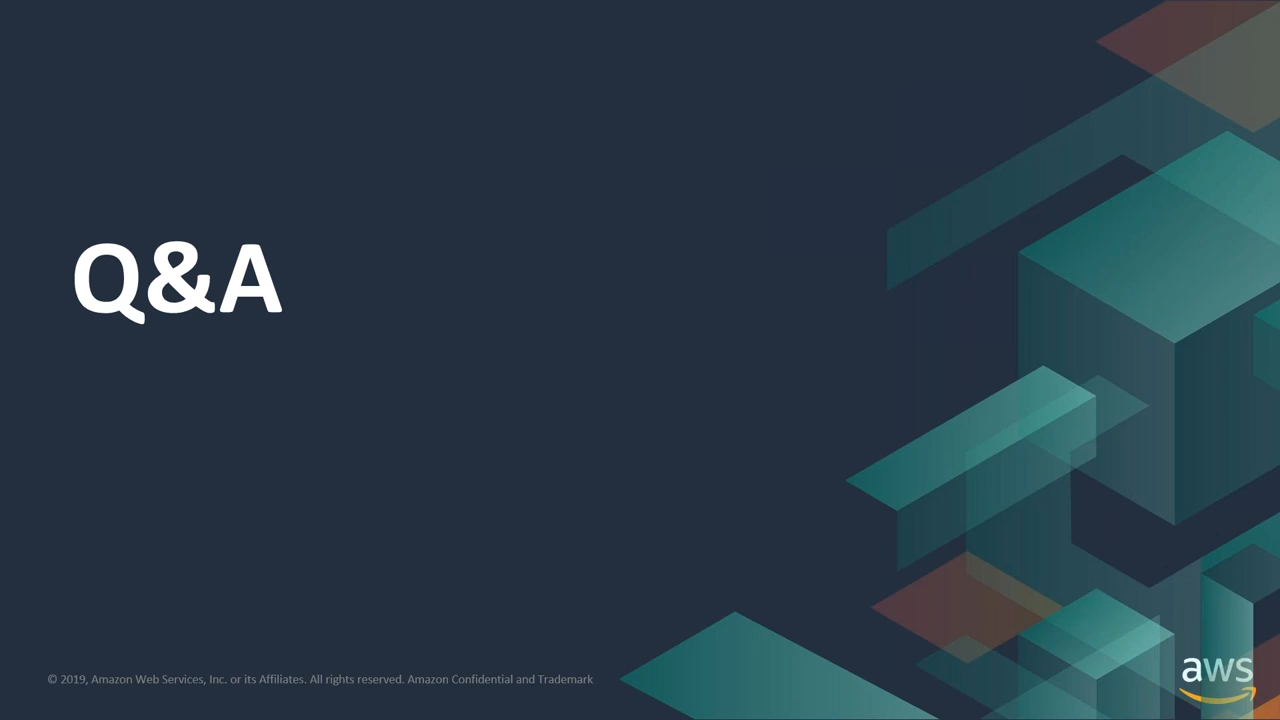 Q&A
© 2019, Amazon Web Services, Inc. or its Affiliates. All rights reserved. Amazon Confidential and Trademark
aws